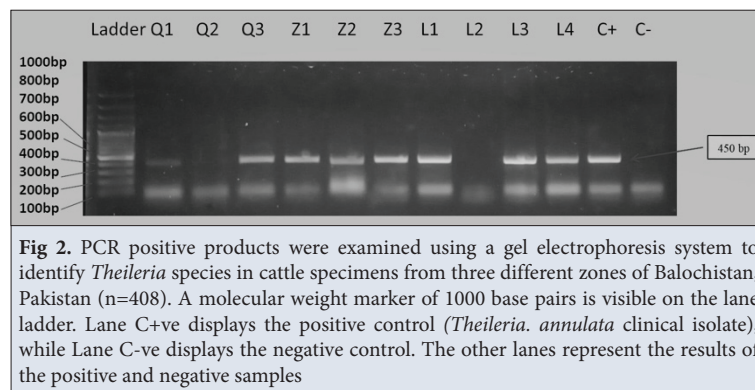 Ladder Q1 Q2 Q3 Z1 Z2 Z3 L1 L2 L3 L4 C+ C-
1000bp
800bp
700bp
600bp
500bp
400bp
300bp
200bp
100bp
450 bp
Fig 2. PCR positive products were examined using a gel electrophoresis system to
identify Theileria species in cattle specimens from three different zones of Balochistan,
Pakistan (n=408). A molecular weight marker of 1000 base pairs is visible on the lane
ladder. Lane C+ve displays the positive control (Theileria. annulata clinical isolate),
while Lane C-ve displays the negative control. The other lanes represent the results of
the positive and negative samples